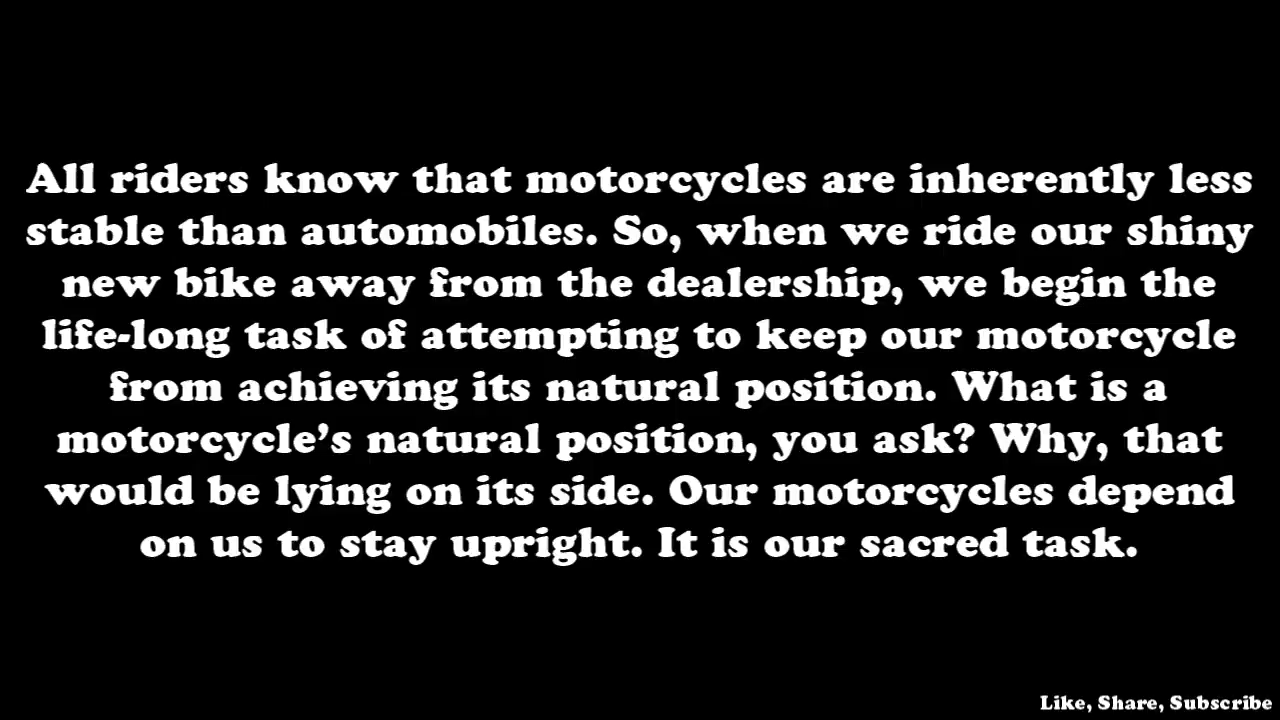 All riders know that motorcycles are inherently less
stable than automobiles. So, when we ride our shiny
new bike away from the dealership, we begin the
life-long task of attempting to keep our motorcycle
from achieving its natural position. What is a
motorcycle’s natural position, you ask? Why, that
would be lying on its side. Our motorcycles depend
on us to stay upright. It is our sacred task.
Like, Share, Subscribe